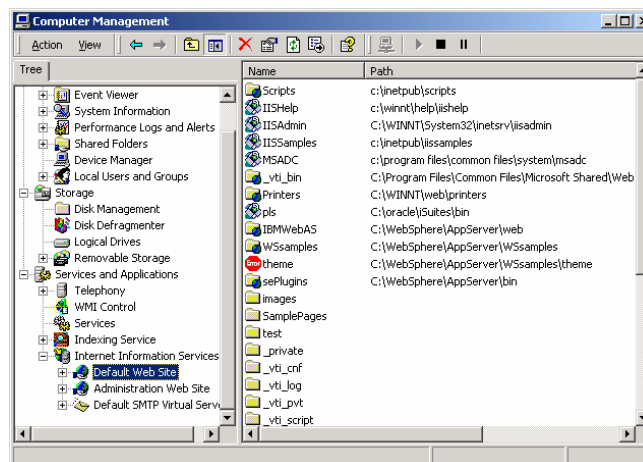 Computer Management
Action View
Tree
Event Viewer
System Information
Performance Logs and Alerts
Shared Folders
Device Manager
Local Users and Groups
Storage
Disk Management
Disk Defragmenter
Logical Drives
Removable Storage
Services and Applications
Telephony
WMI Control
Services
Indexing Service
Internet Information Services
Default Web Site
Administration Web Site
Default SMTP Virtual Serv
Name Path
Scripts c:\inetpub\scripts
IISHelp c:\winnt\help\iishelp
IISAdmin C:\WINNT\System32\inetsrv\iisadmin
IISSamples c:\inetpub\iissamples
MSADC c:\program files\common files\system\msadc
_vti_bin C:\Program Files\Common Files\Microsoft Shared\Web
Printers C:\WINNT\web\printers
pls C:\oracle\iSuites\bin
IBMWebAS C:\WebSphere\AppServer\web
WSsamples C:\WebSphere\AppServer\WSsamples
Error theme C:\WebSphere\AppServer\WSsamples\theme
sePlugins C:\WebSphere\AppServer\bin
images
SamplePages
test
_private
_vti_cnf
_vti_log
_vti_pvt
_vti_script